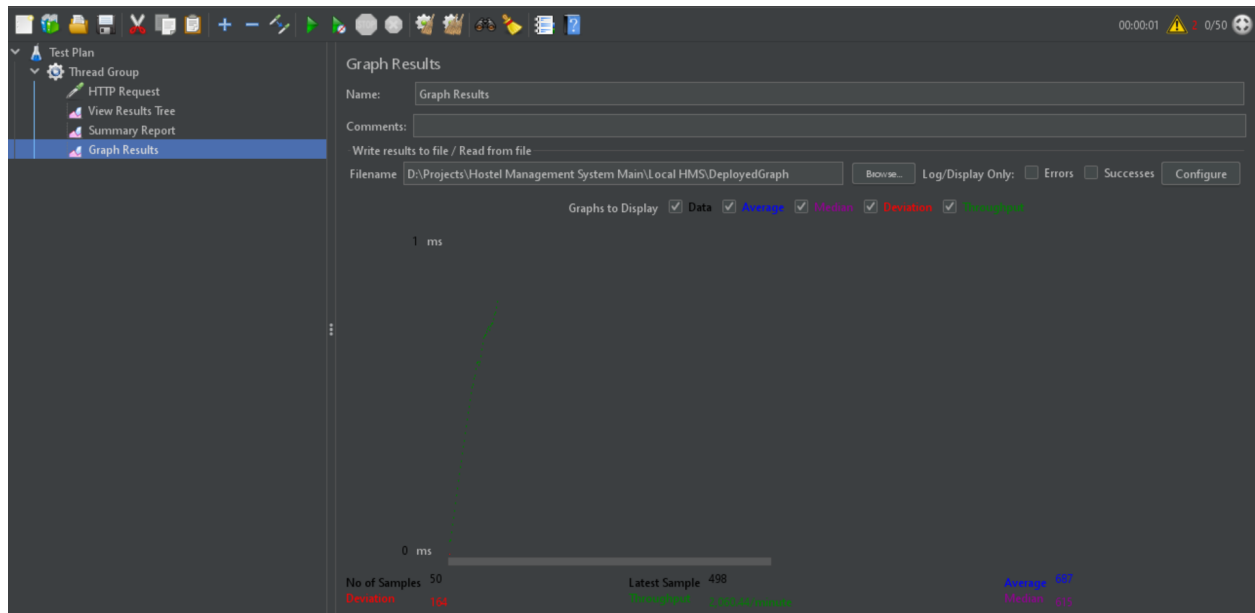 00:00:01 2 0/50
Test Plan
Thread Group
HTTP Request
View Results Tree
Summary Report
Graph Results
Graph Results
Name: Graph Results
Comments:
Write results to file / Read from file
Filename D:\Projects\Hostel Management System Main\Local HMS\DeployedGraph Browse... Log/Display Only: Errors Successes Configure
Graphs to Display Data Average Median Deviation Throughput
1 ms
0 ms
No of Samples 50 Latest Sample 498 Average 687
Deviation 164 Throughput Median